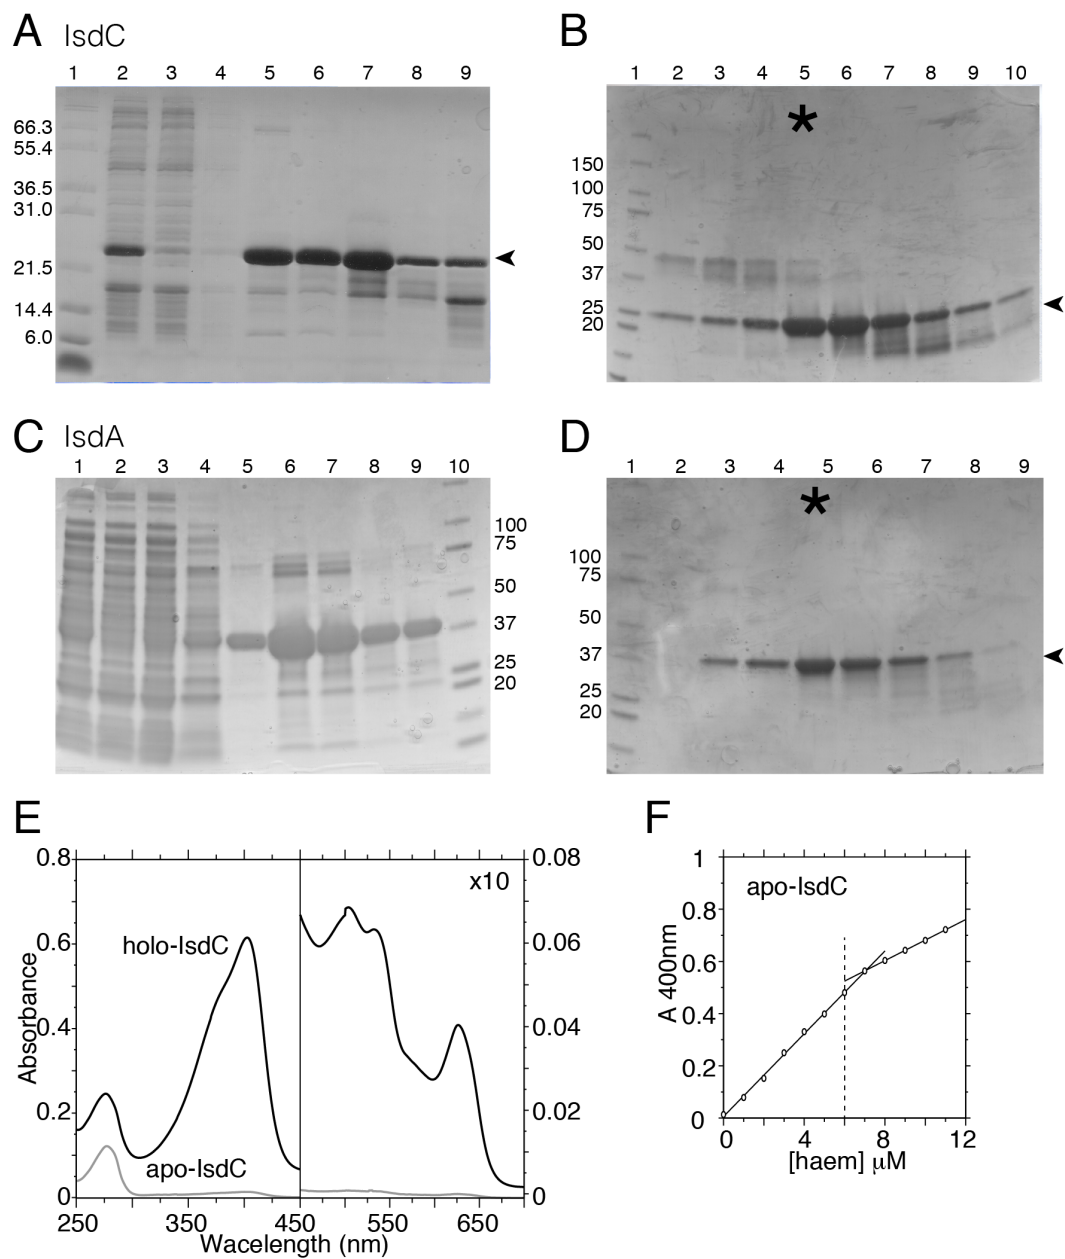 A IsdC
1 2 3 4 5 6 7 8 9
66.3
55.4
36.5
31.0
21.5
14.4
6.0
B
1 2 3 4 5 6 7 8 9 10
*
150
100
75
50
37
25
20
C IsdA
1 2 3 4 5 6 7 8 9 10
100
75
50
37
25
20
D
1 2 3 4 5 6 7 8 9
*
100
75
50
37
25
20
E
0.8
0.6
0.4
0.2
0
Absorbance
holo-IsdC
apo-IsdC
x10
0.08
0.06
0.04
0.02
0
250 350 450 550 650
Wavelength (nm)
F
1
0.8
0.6
0.4
0.2
0
A 400nm
apo-IsdC
0 4 8 12
[haem] μM